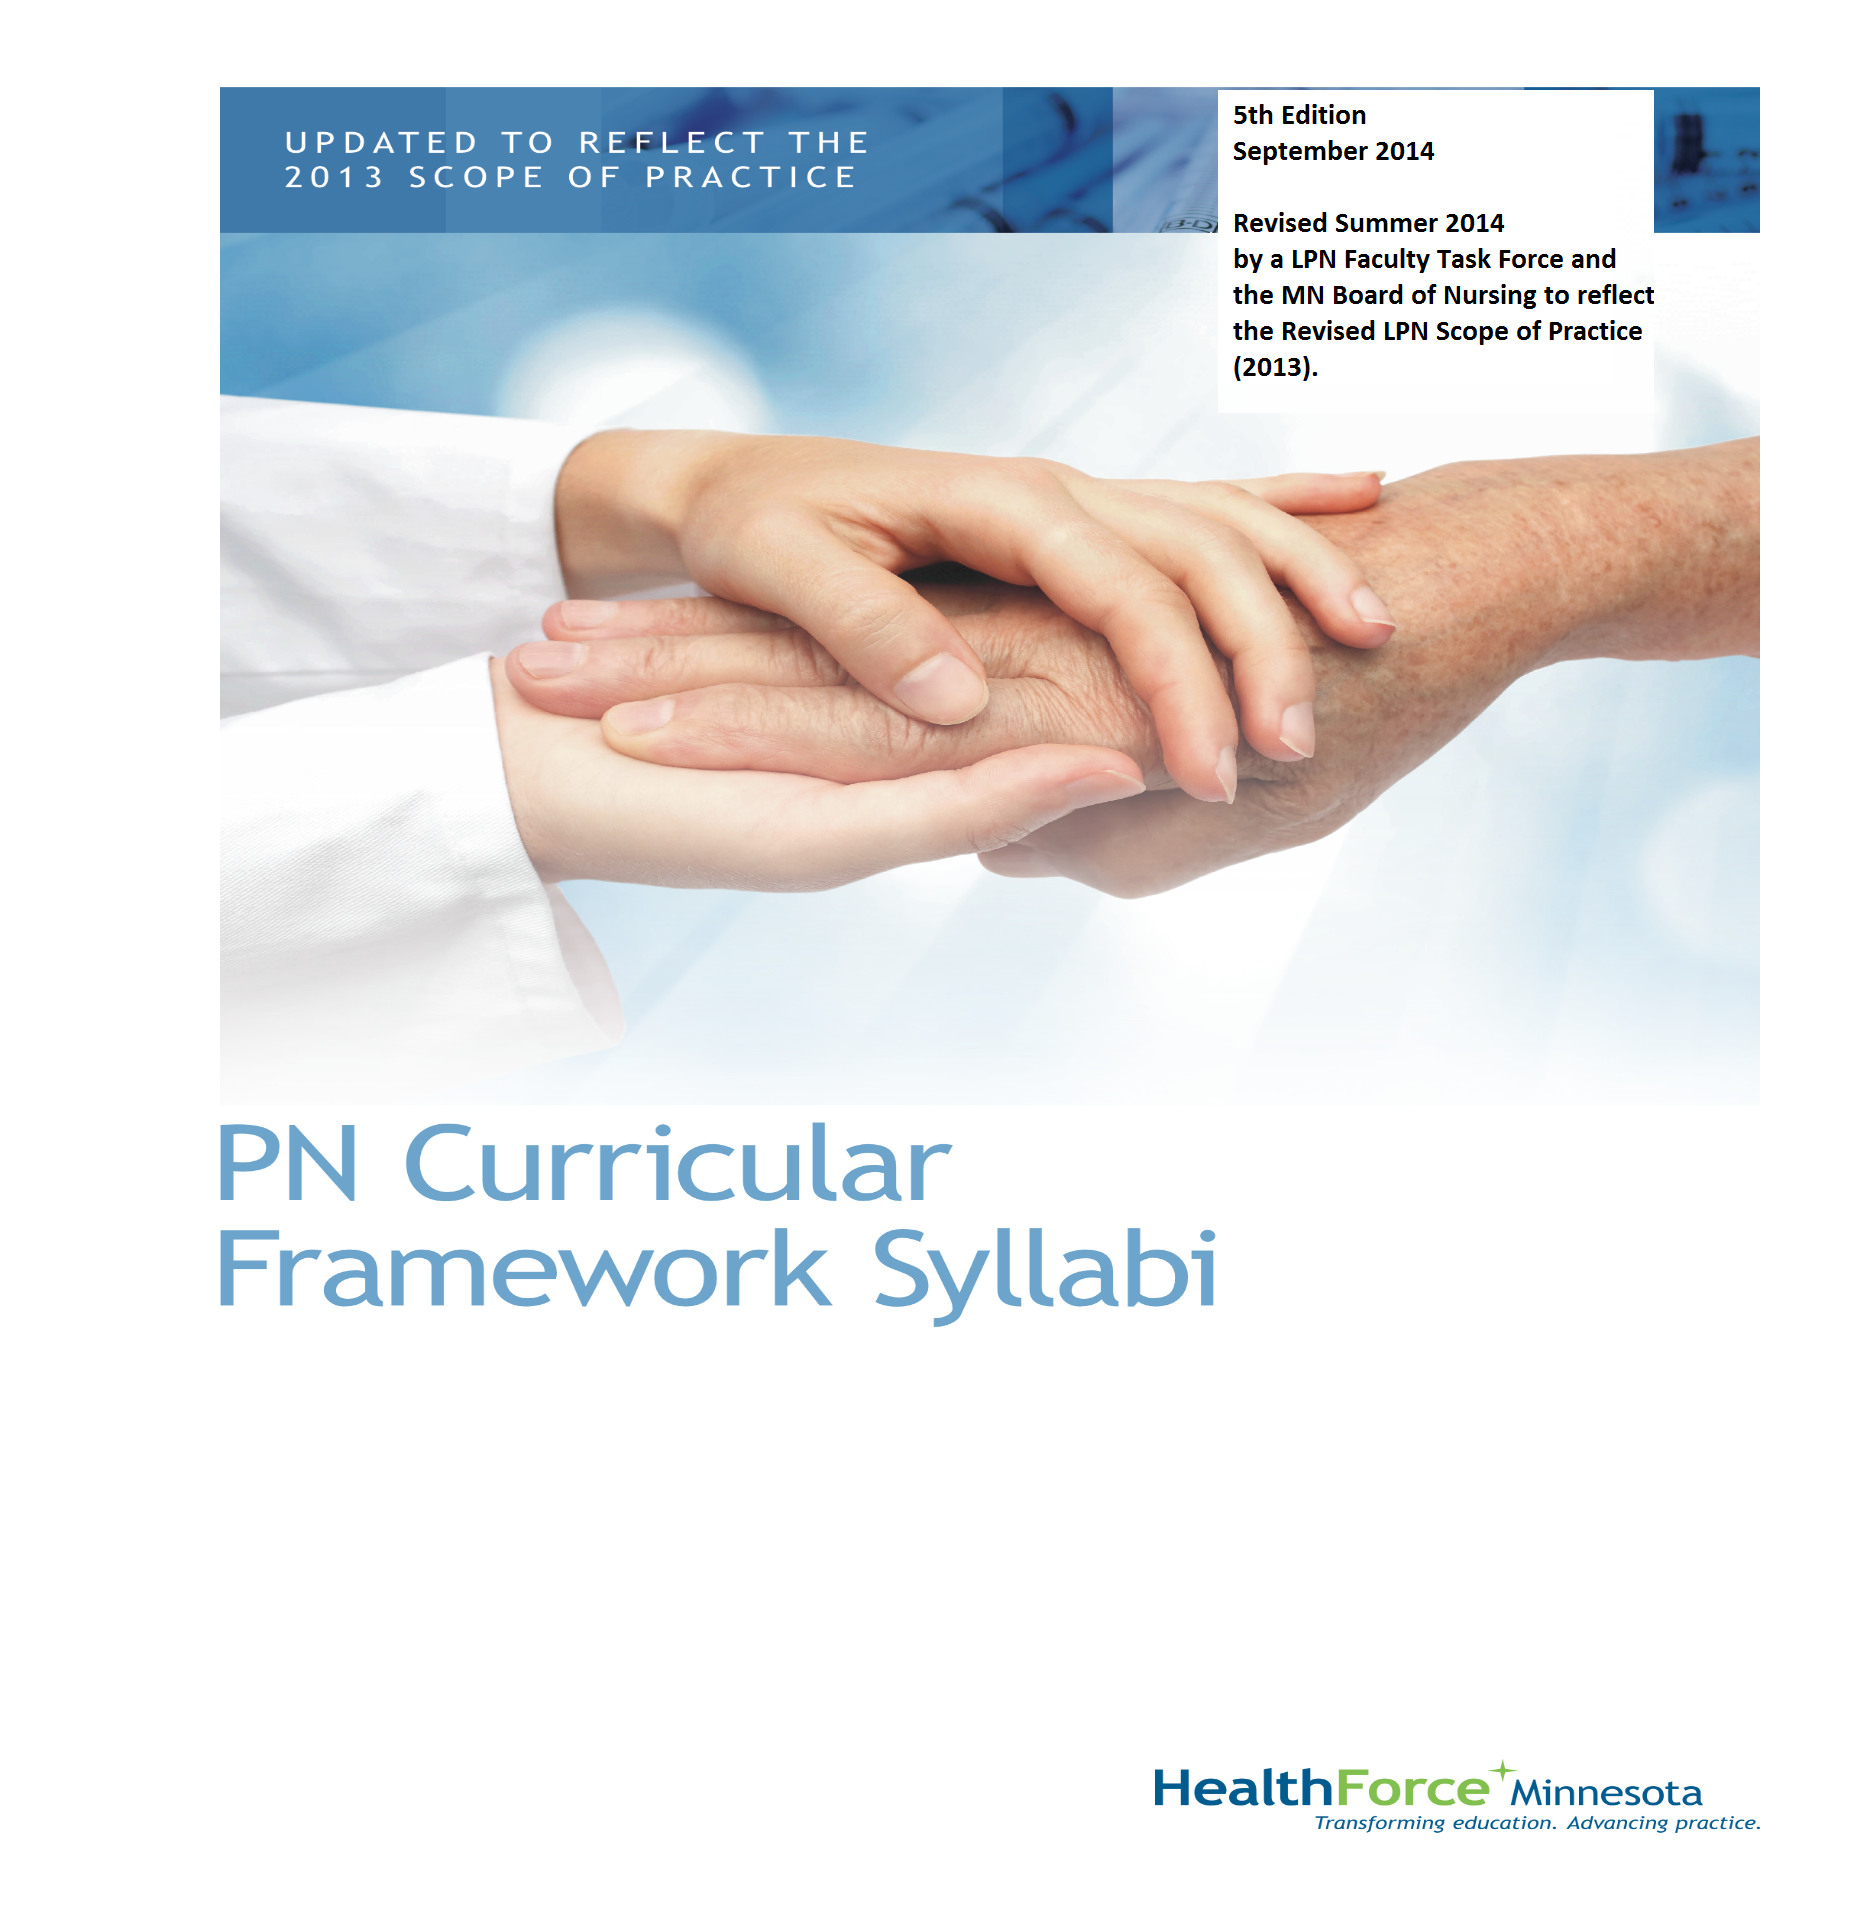 UPDATED TO REFLECT THE
2013 SCOPE OF PRACTICE
5th Edition
September 2014
Revised Summer 2014
by a LPN Faculty Task Force and
the MN Board of Nursing to reflect
the Revised LPN Scope of Practice
(2013).
B-D
PN Curricular
Framework Syllabi
HealthForce Minnesota
Transforming education. Advancing practice.